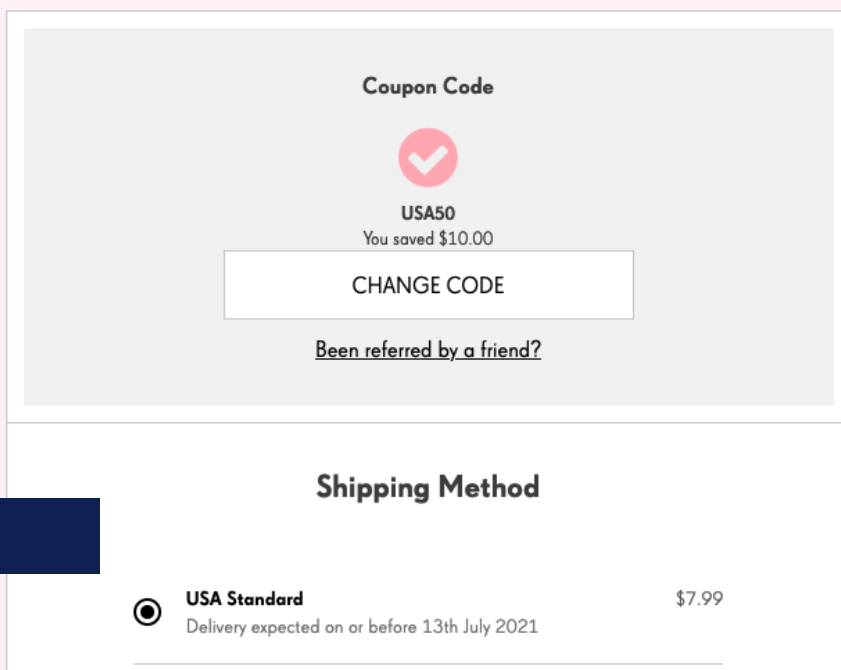 Coupon Code
USA50
You saved $10.00
CHANGE CODE
Been referred by a friend?
Shipping Method
USA Standard
$7.99
Delivery expected on or before 13th July 2021